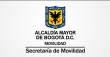 ALCALDÍA MAYOR
DE BOGOTÁ D.C.
MOVILIDAD
Secretaría de Movilidad